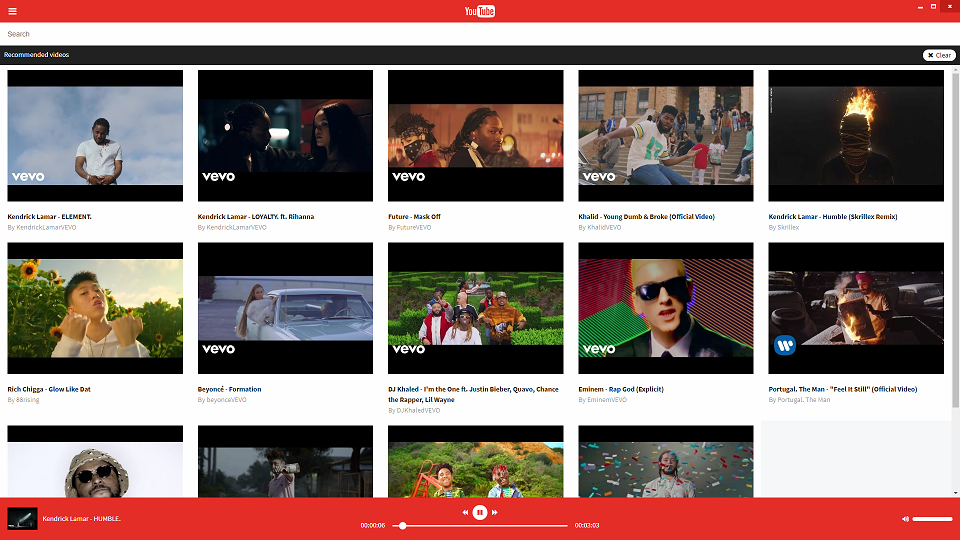 YouTube
Search
Recommended videos
Clear
vevo
vevo
vevo
vevo
Kendrick Lamar - ELEMENT.
By KendrickLamarVEVO
Kendrick Lamar - LOYALTY. ft. Rihanna
By KendrickLamarVEVO
Future - Mask Off
By FutureVEVO
Khalid - Young Dumb & Broke (Official Video)
By KhalidVEVO
Kendrick Lamar - Humble (Skrillex Remix)
By Skrillex
vevo
vevo
vevo
Rich Chigga - Glow Like Dat
By 88rising
Beyoncé - Formation
By beyonceVEVO
DJ Khaled - I'm the One ft. Justin Bieber, Quavo, Chance
the Rapper, Lil Wayne
By DJKhaledVEVO
Eminem - Rap God (Explicit)
By EminemVEVO
Portugal. The Man - "Feel It Still" (Official Video)
By Portugal. The Man
Kendrick Lamar - HUMBLE.
00:00:06
00:03:03